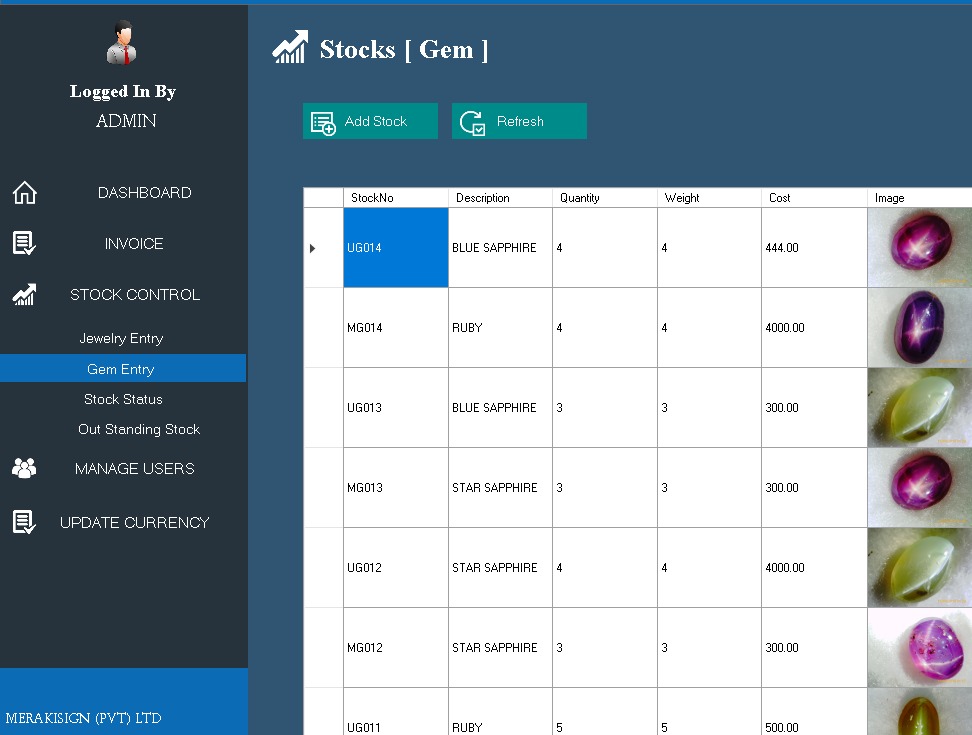 Logged In By
ADMIN
DASHBOARD
INVOICE
STOCK CONTROL
Jewelry Entry
Gem Entry
Stock Status
Out Standing Stock
MANAGE USERS
UPDATE CURRENCY
MERAKISIGN (PVT) LTD
Stocks [ Gem ]
Add Stock Refresh
StockNo Description Quantity Weight Cost Image
UG014 BLUE SAPPHIRE 4 4 444.00
MG014 RUBY 4 4 4000.00
UG013 BLUE SAPPHIRE 3 3 300.00
MG013 STAR SAPPHIRE 3 3 300.00
UG012 STAR SAPPHIRE 4 4 4000.00
MG012 STAR SAPPHIRE 3 3 300.00
UG011 RUBY 5 5 500.00